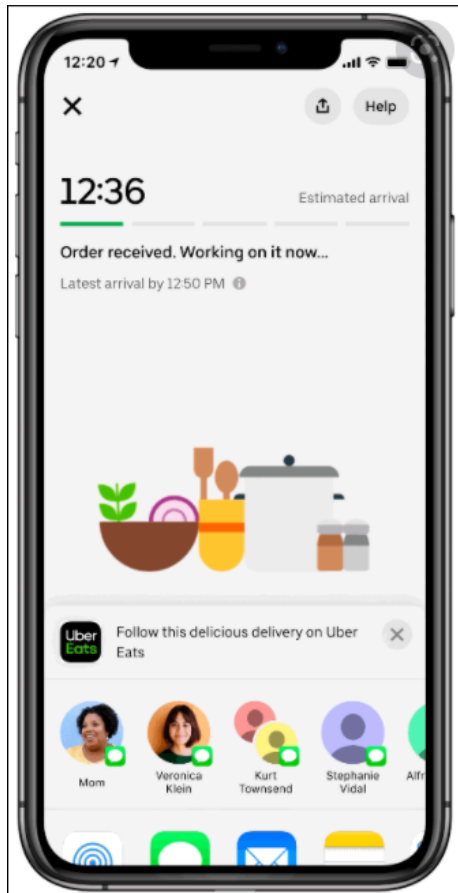 12:20
Help
12:36
Estimated arrival
Order received. Working on it now...
Latest arrival by 12:50 PM
Uber
Eats
Follow this delicious delivery on Uber
Eats
Mom
Veronica
Klein
Kurt
Townsend
Stephanie
Vidal
Alfr